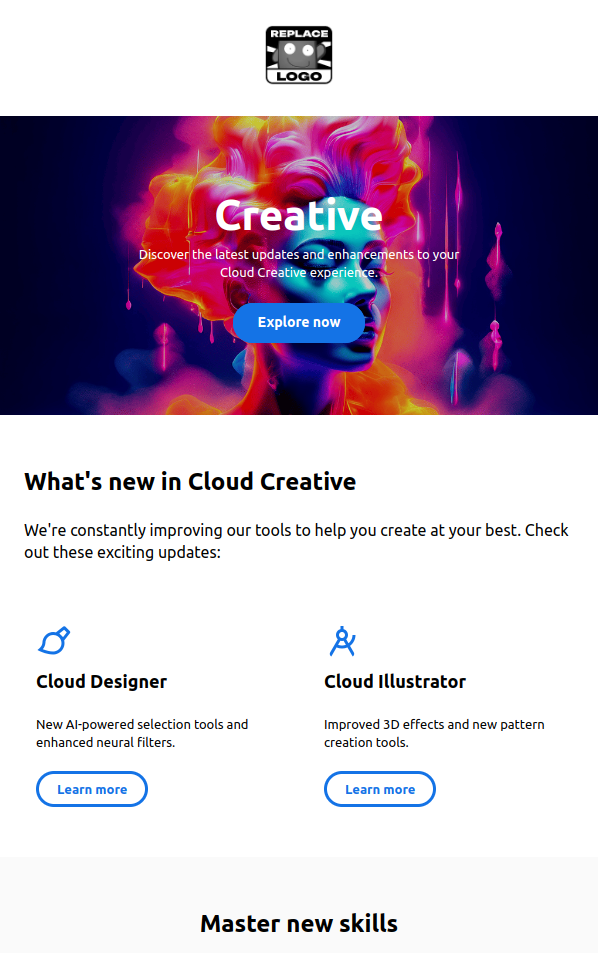 REPLACE
LOGO
Creative
Discover the latest updates and enhancements to your
Cloud Creative experience.
Explore now
What's new in Cloud Creative
We're constantly improving our tools to help you create at your best. Check
out these exciting updates:
Cloud Designer
New AI-powered selection tools and
enhanced neural filters.
Learn more
Cloud Illustrator
Improved 3D effects and new pattern
creation tools.
Learn more
Master new skills